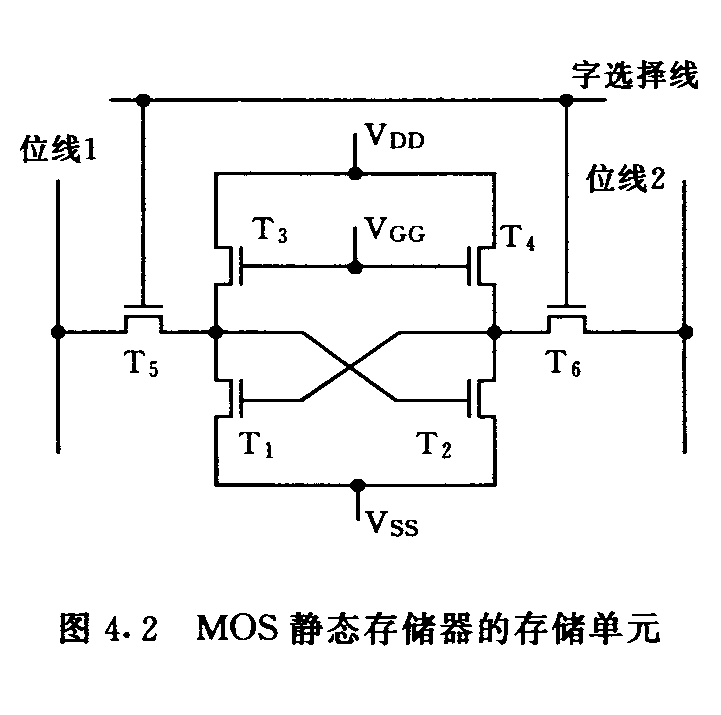 字选择线
位线1
VDD
位线2
T3
VGG
T4
T5
T6
T1
T2
VSS
图 4.2 MOS 静态存储器的存储单元